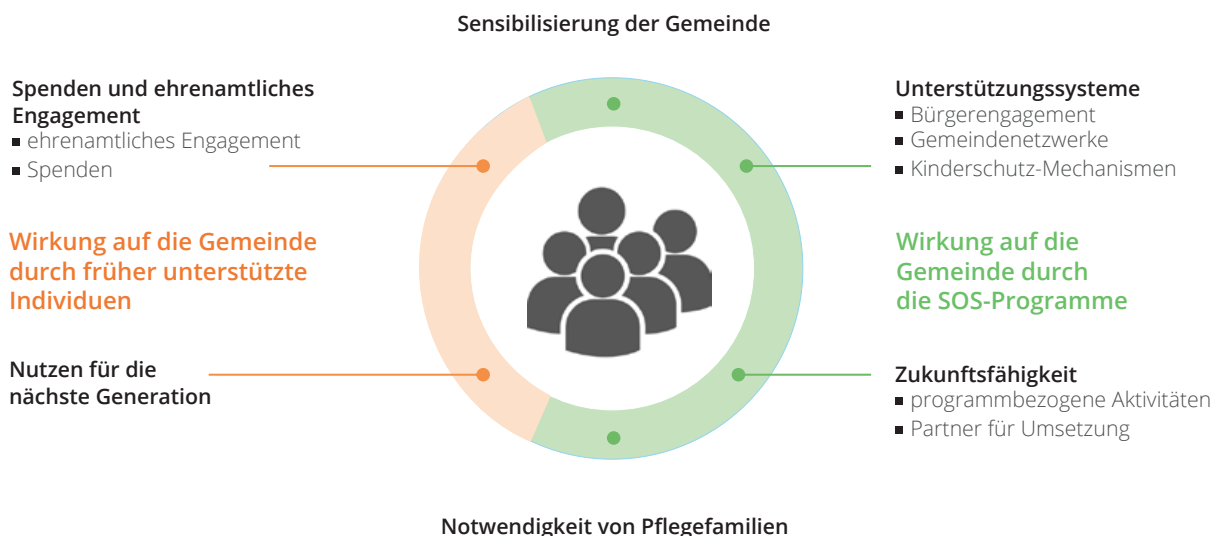 Sensibilisierung der Gemeinde
Spenden und ehrenamtliches
Engagement
▪ ehrenamtliches Engagement
▪ Spenden
Wirkung auf die Gemeinde
durch früher unterstützte
Individuen
Nutzen für die
nächste Generation
Unterstützungssysteme
▪ Bürgerengagement
▪ Gemeindenetzwerke
▪ Kinderschutz-Mechanismen
Wirkung auf die
Gemeinde durch
die SOS-Programme
Zukunftsfähigkeit
▪ programmbezogene Aktivitäten
▪ Partner für Umsetzung
Notwendigkeit von Pflegefamilien